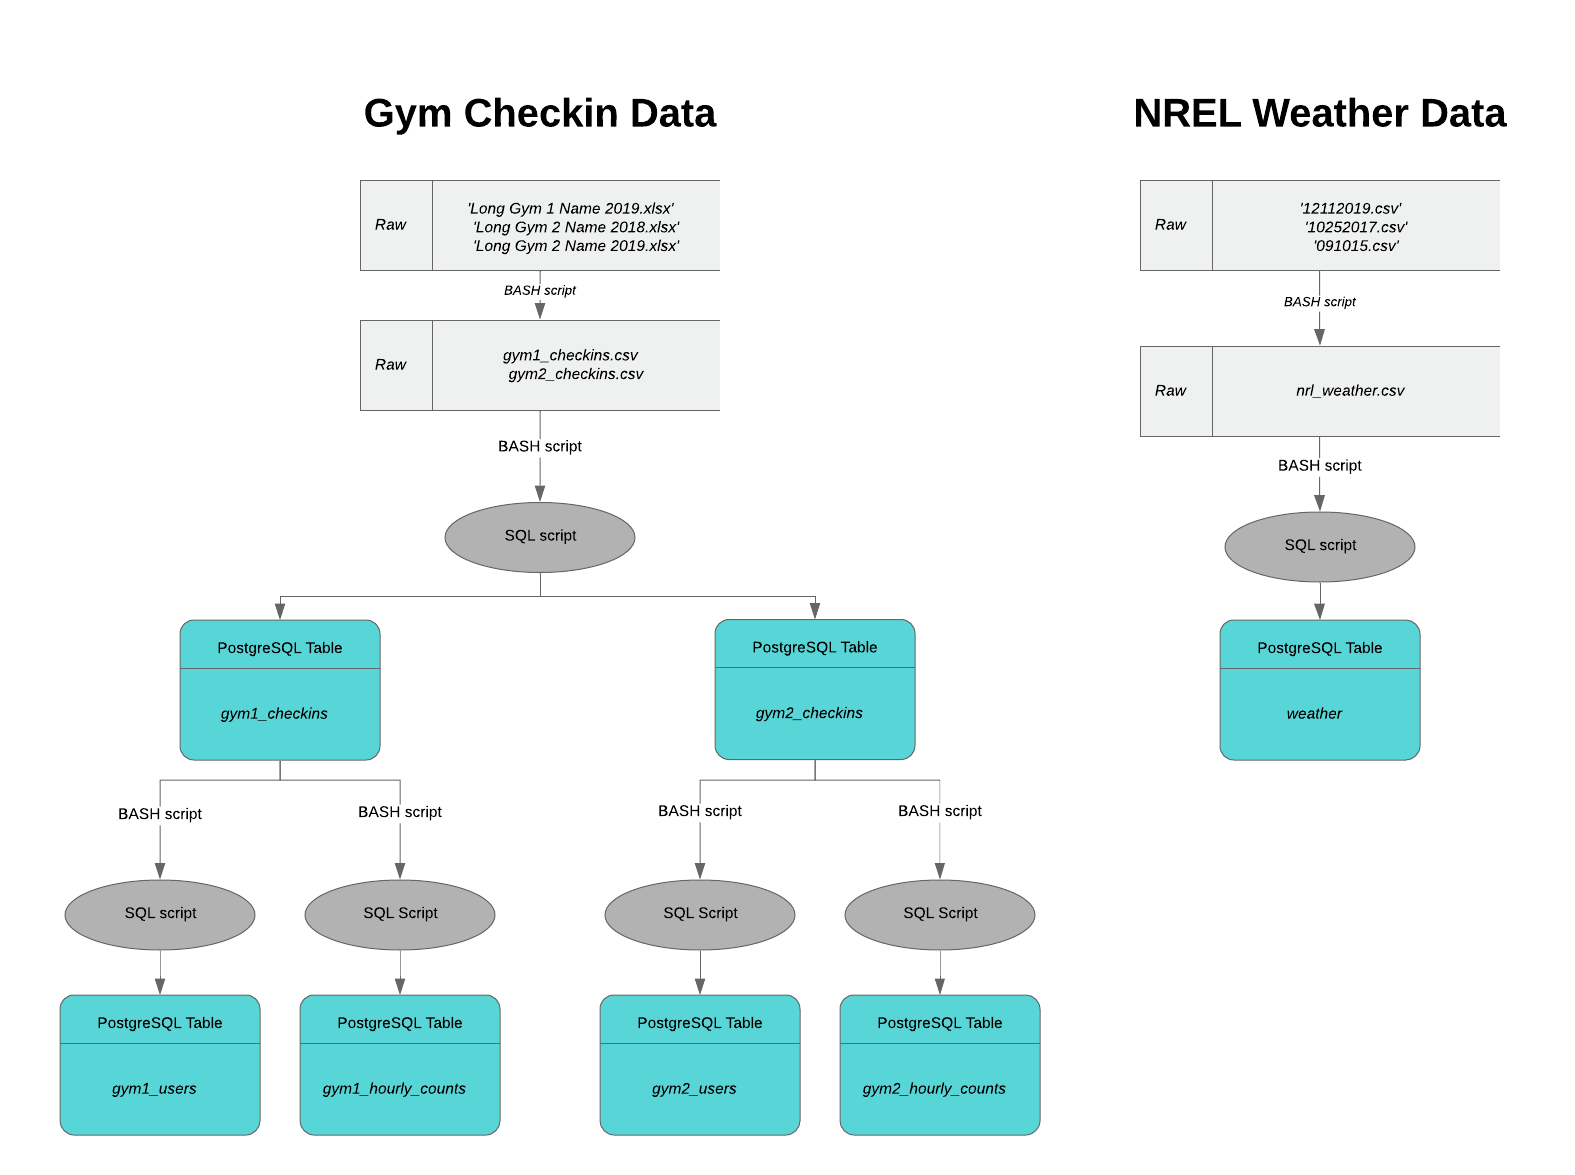 Gym Checkin Data
NREL Weather Data
Raw
'Long Gym 1 Name 2019.xlsx'
'Long Gym 2 Name 2018.xlsx'
'Long Gym 2 Name 2019.xlsx'
Raw
'12112019.csv'
'10252017.csv'
'091015.csv'
BASH script
BASH script
Raw
gym1_checkins.csv
gym2_checkins.csv
Raw
nrl_weather.csv
BASH script
BASH script
SQL script
SQL script
PostgreSQL Table
gym1_checkins
PostgreSQL Table
gym2_checkins
PostgreSQL Table
weather
BASH script
BASH script
BASH script
BASH script
SQL script
SQL Script
SQL Script
SQL Script
PostgreSQL Table
gym1_users
PostgreSQL Table
gym1_hourly_counts
PostgreSQL Table
gym2_users
PostgreSQL Table
gym2_hourly_counts